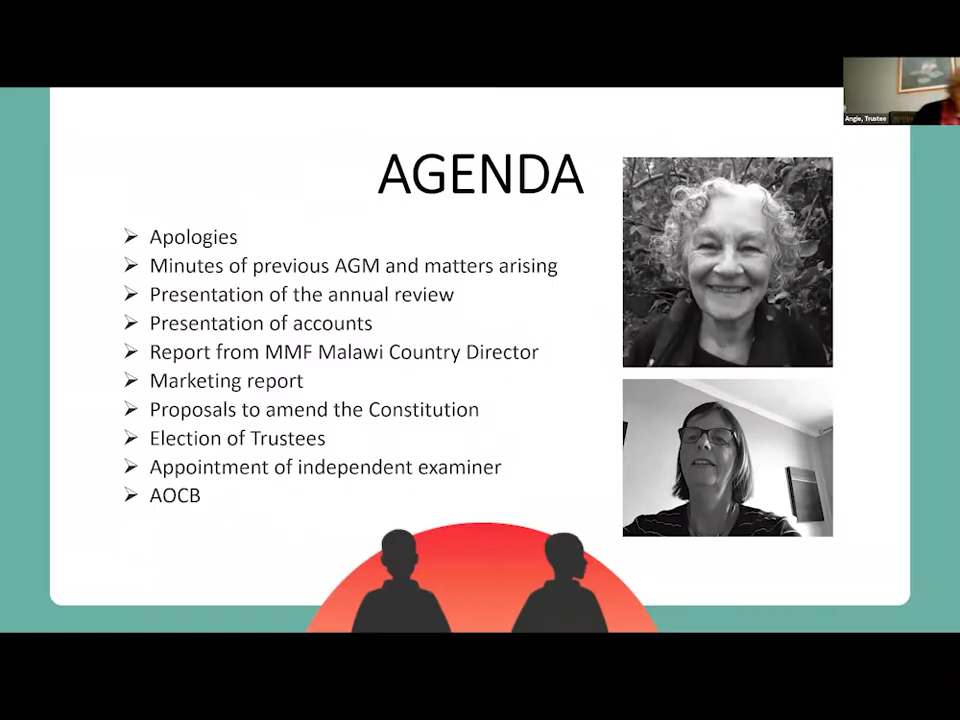 Angie, Trustee
AGENDA
➢ Apologies
➢ Minutes of previous AGM and matters arising
➢ Presentation of the annual review
➢ Presentation of accounts
➢ Report from MMF Malawi Country Director
➢ Marketing report
➢ Proposals to amend the Constitution
➢ Election of Trustees
➢ Appointment of independent examiner
➢ AOCB